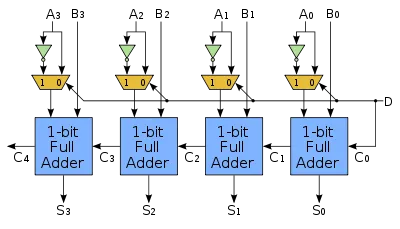 A3 B3 A2 B2 A1 B1 A0 B0
1 0 1 0 1 0 1 0
D
1-bit Full Adder 1-bit Full Adder 1-bit Full Adder 1-bit Full Adder
C4 C3 C2 C1 C0
S3 S2 S1 S0